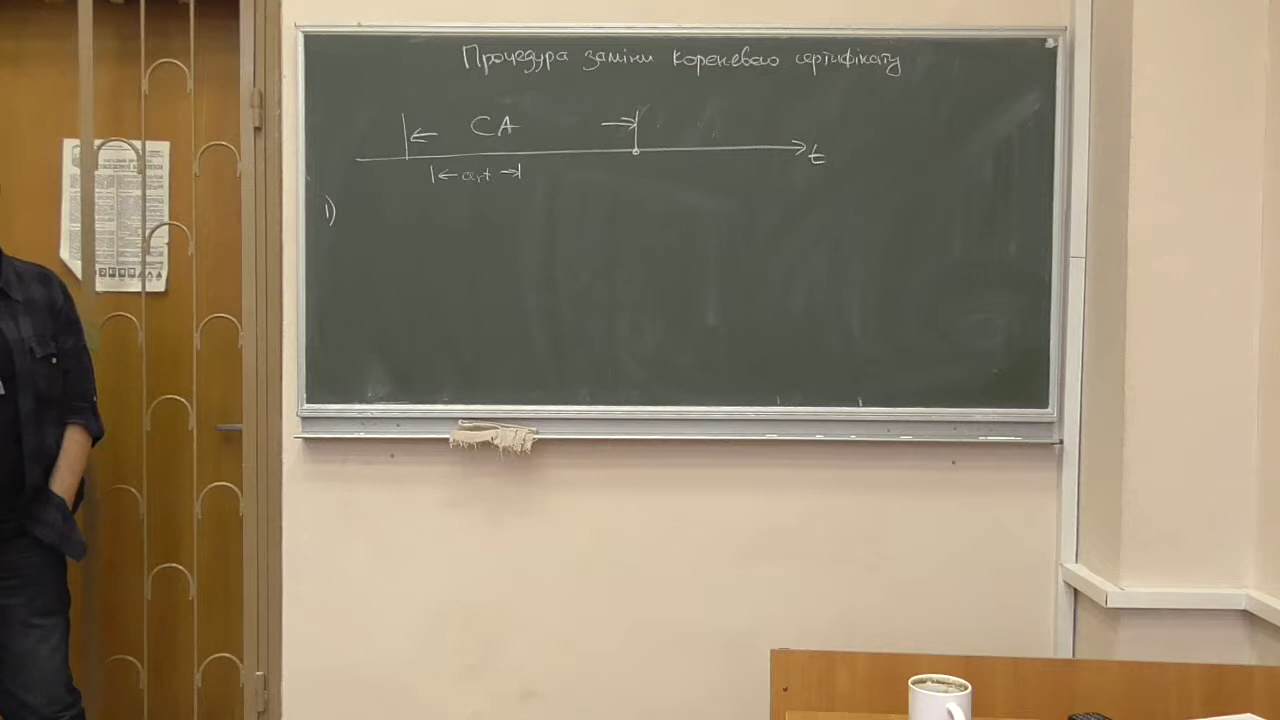 Процедура заміни кореневого сертифікату
CA
t
cert
1)